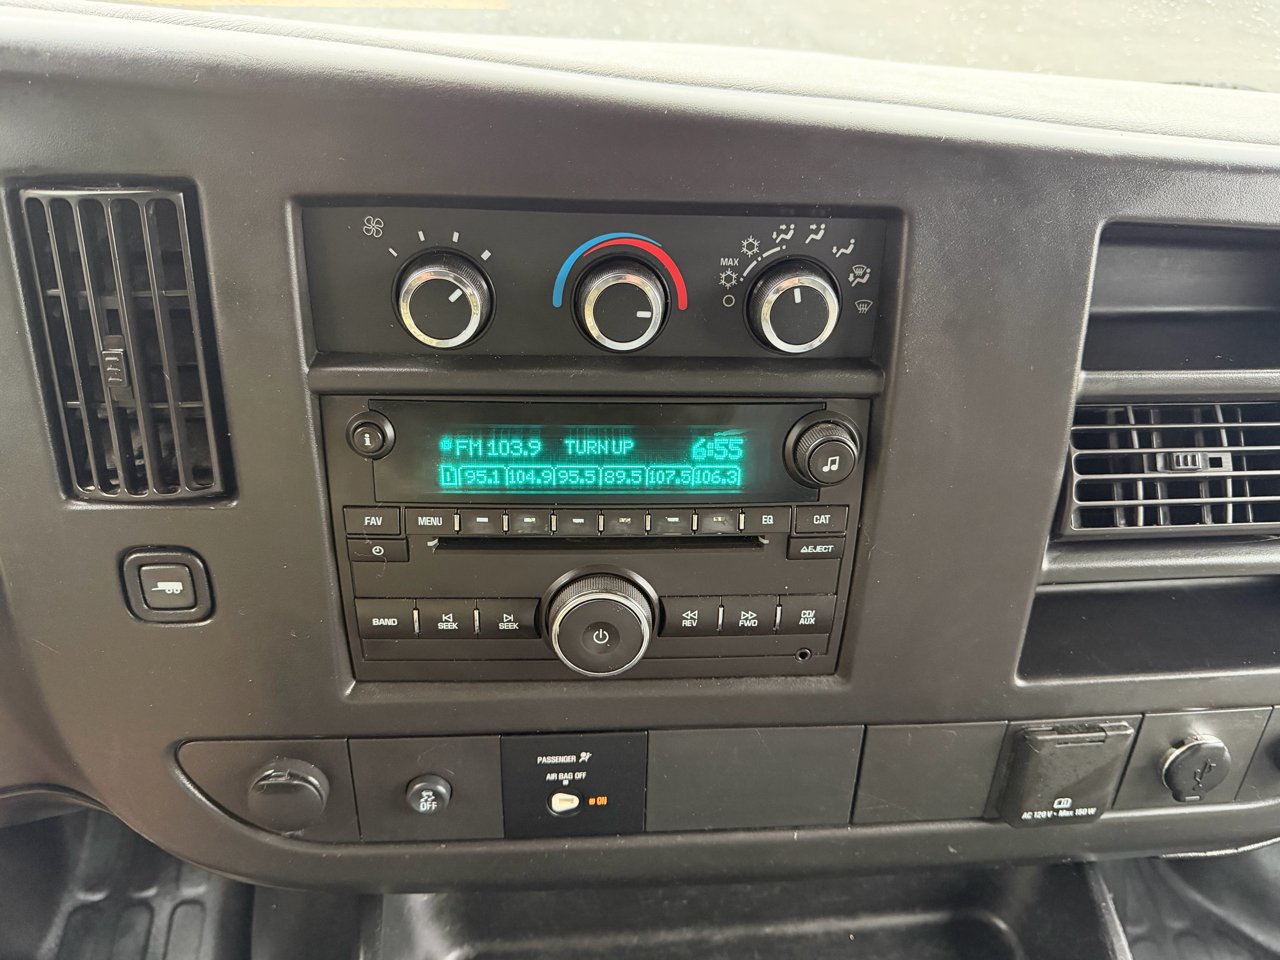 MAX
FM 103.9 TURN UP 6:55
1 95.1 104.9 95.5 89.5 107.5 106.3
FAV MENU EQ CAT
EJECT
BAND SEEK SEEK REV FWD CD/AUX
PASSENGER
AIR BAG OFF
ON
OFF
AC 120 V ~ Max 150 W